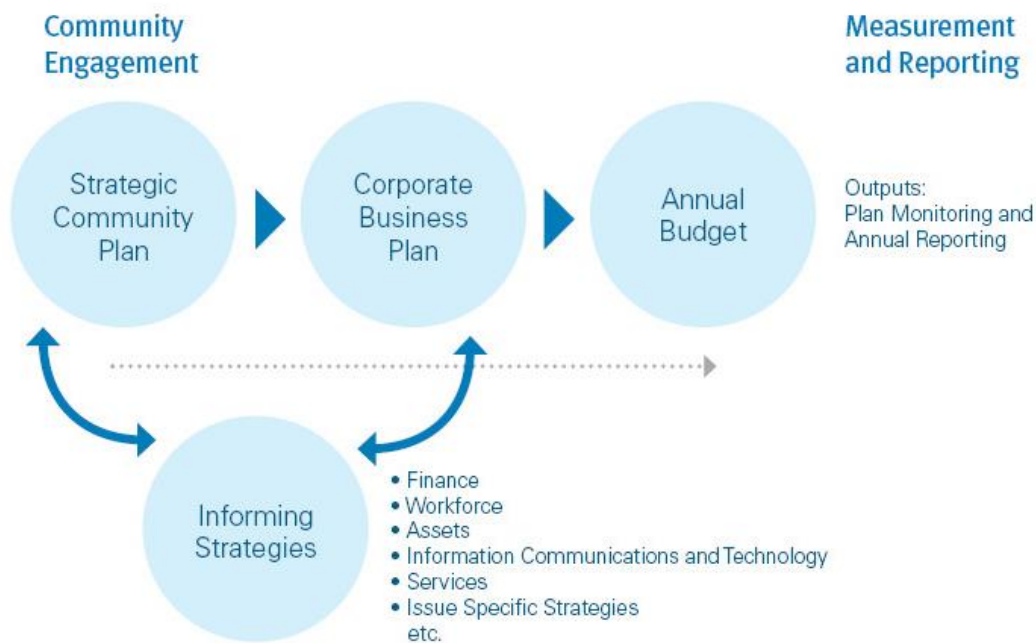 Community
Engagement
Measurement
and Reporting
Strategic
Community
Plan
Corporate
Business
Plan
Annual
Budget
Outputs:
Plan Monitoring and
Annual Reporting
Informing
Strategies
• Finance
• Workforce
• Assets
• Information Communications and Technology
• Services
• Issue Specific Strategies
etc.